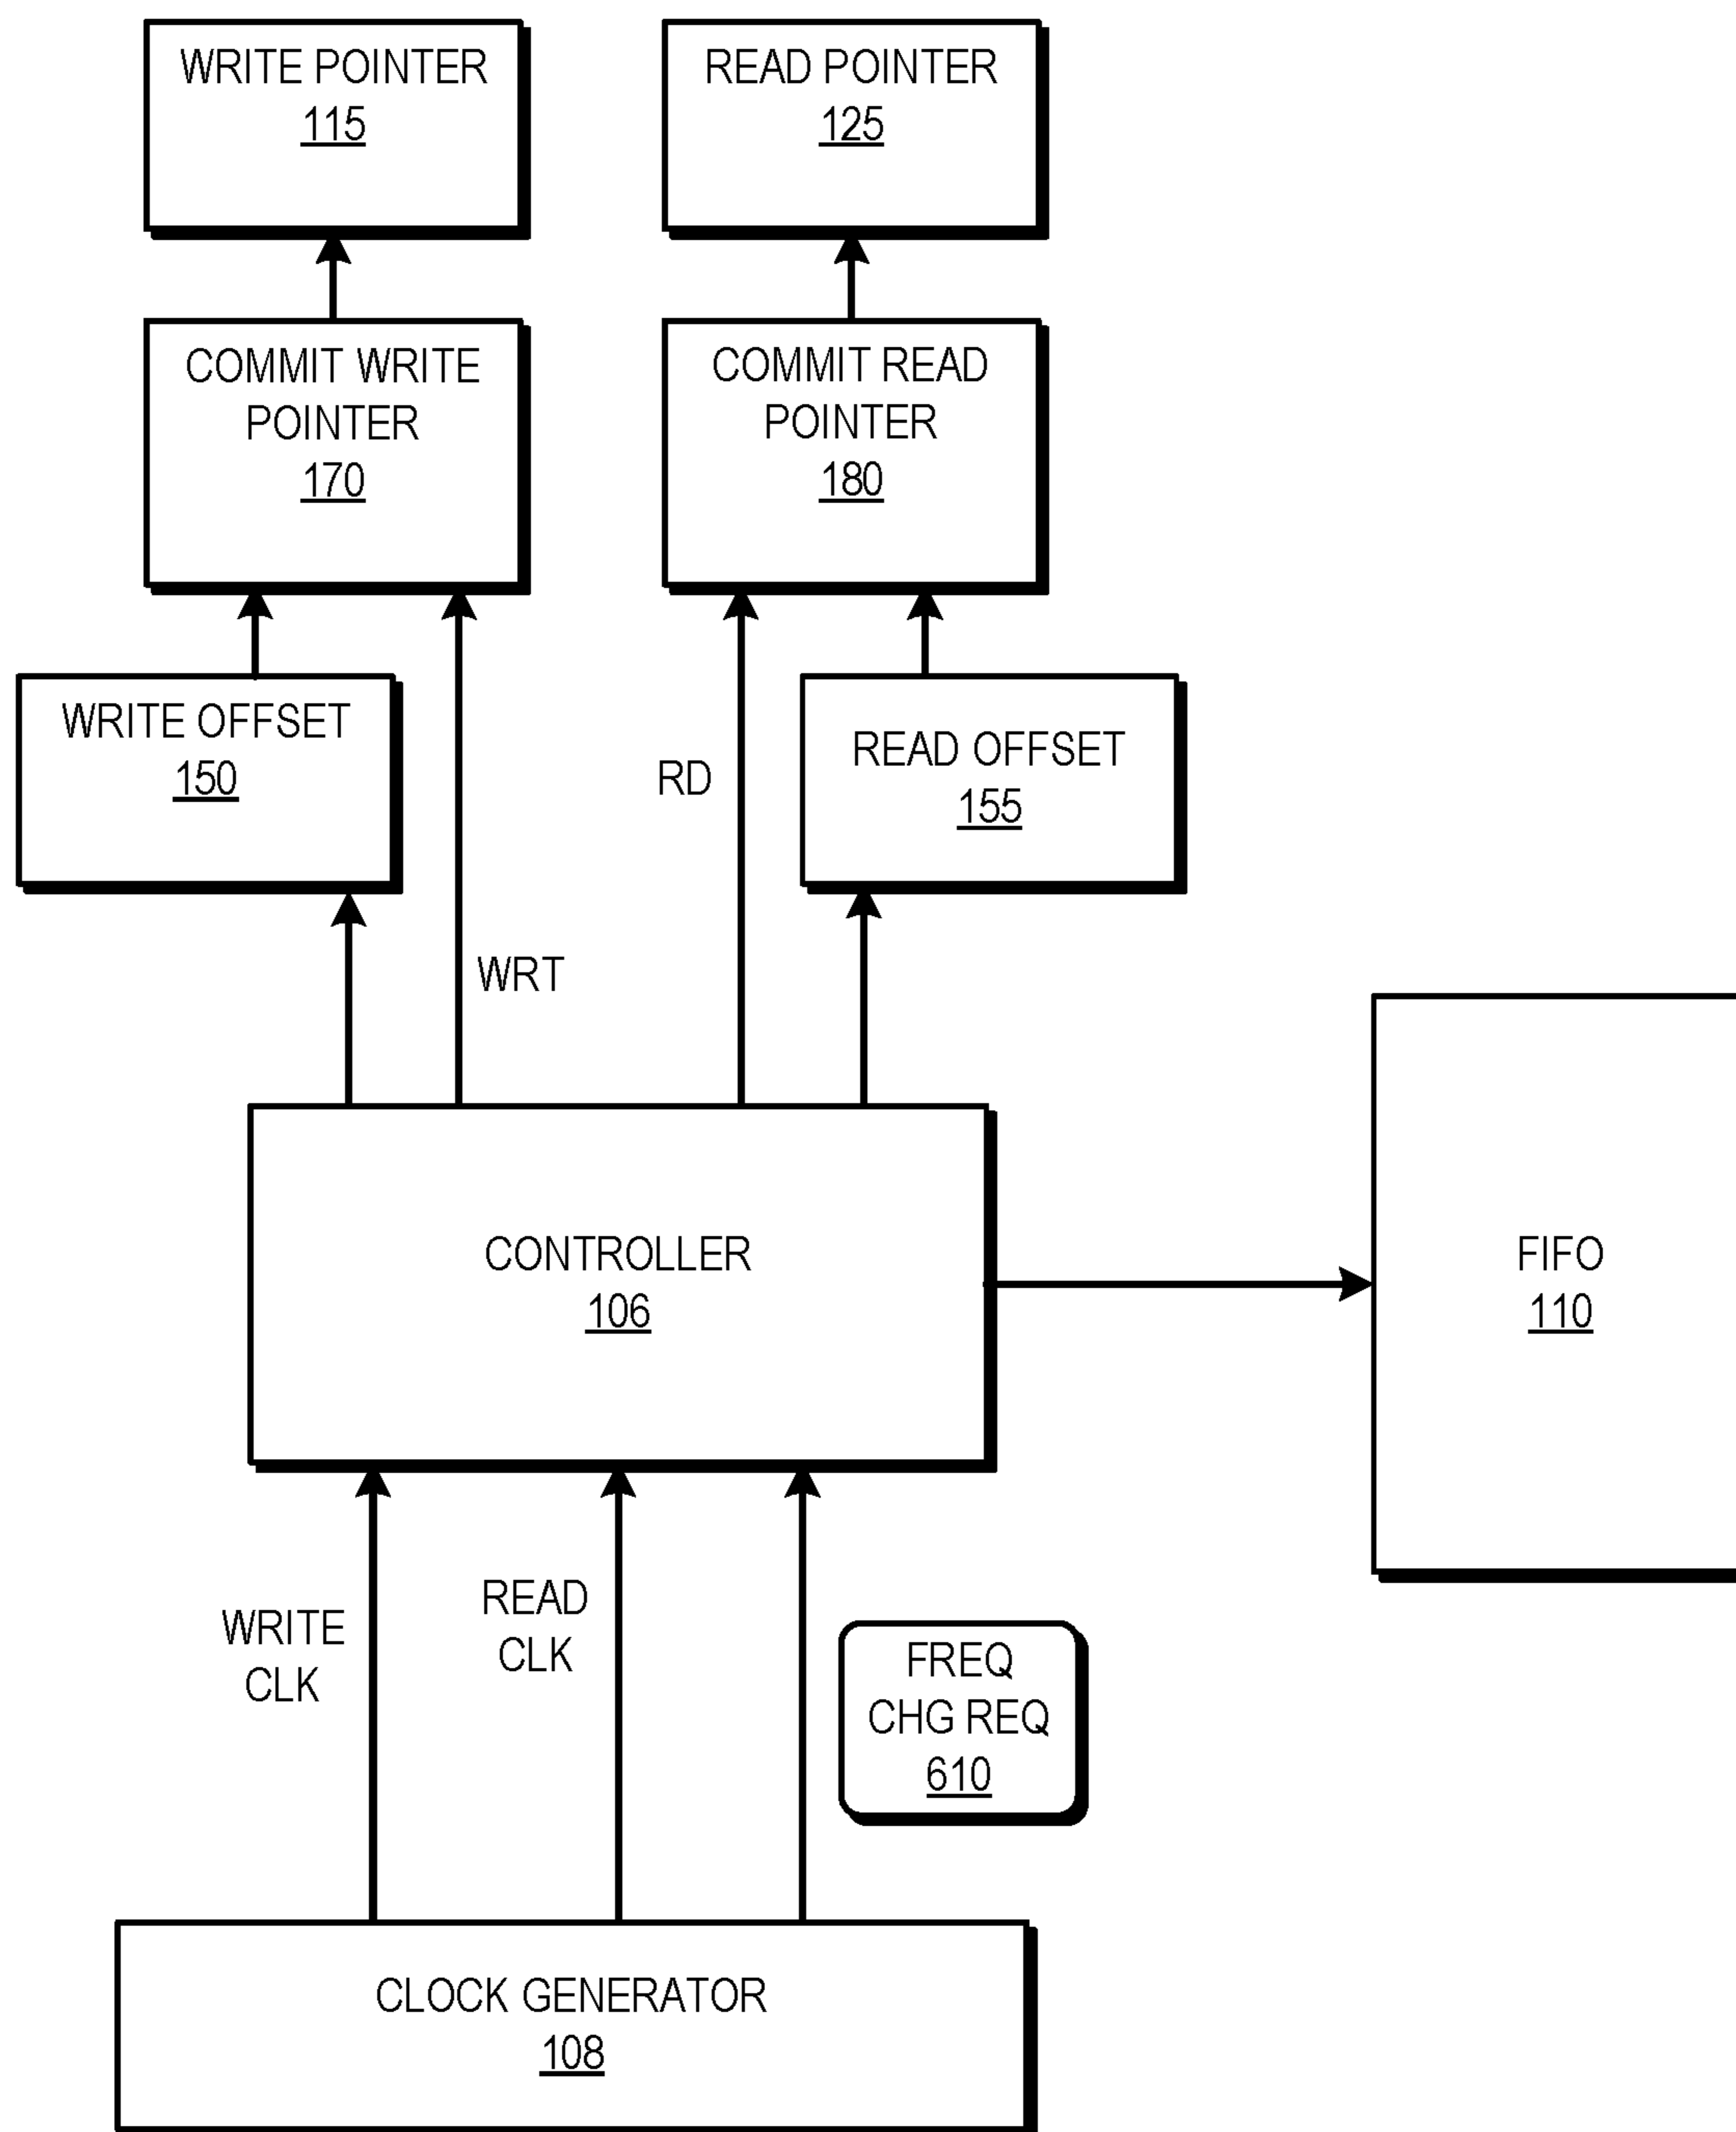 WRITE POINTER
115
READ POINTER
125
COMMIT WRITE
POINTER
170
COMMIT READ
POINTER
180
WRITE OFFSET
150
RD
READ OFFSET
155
WRT
CONTROLLER
106
FIFO
110
WRITE
CLK
READ
CLK
FREQ
CHG REQ
610
CLOCK GENERATOR
108